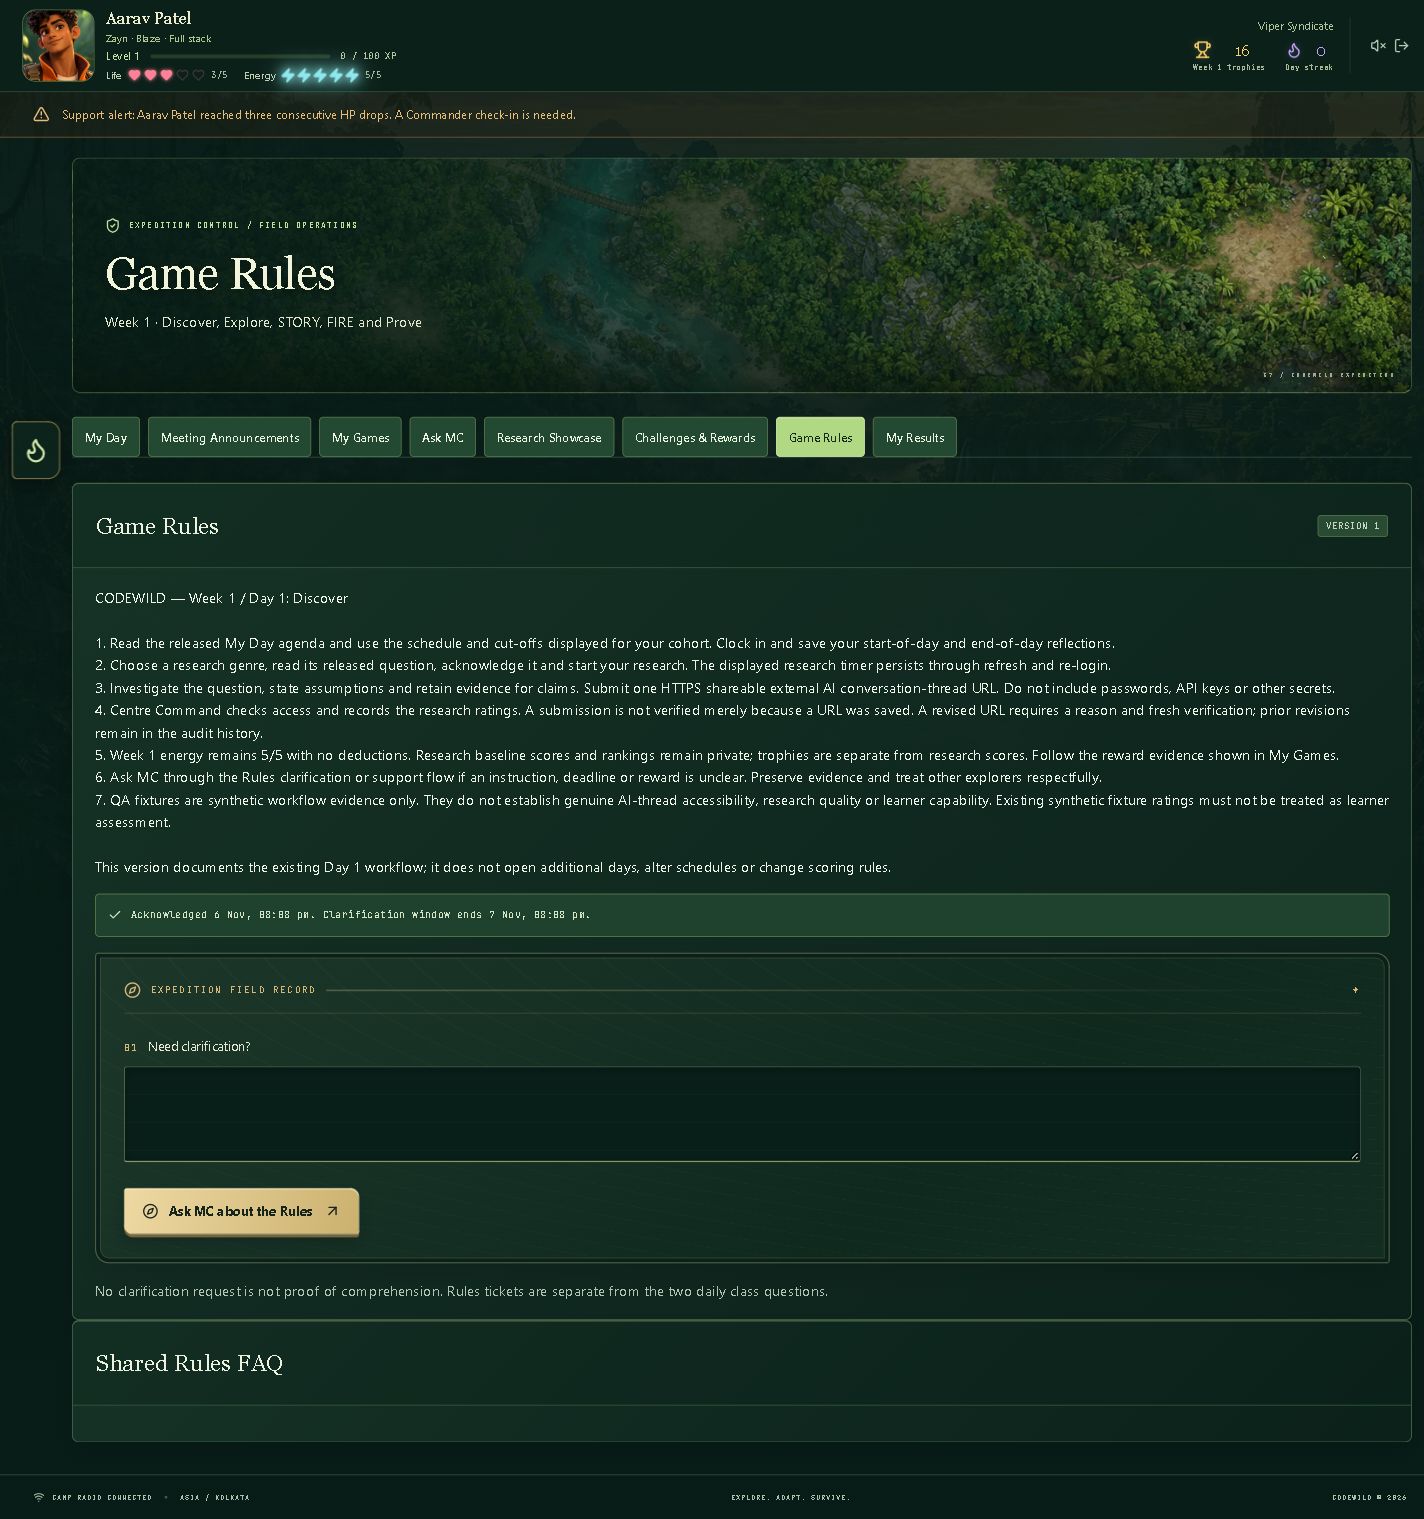 Aarav Patel
Zayn · Blaze · Full stack
Level 1 0 / 100 XP
Life 3/5 Energy 5/5
Viper Syndicate
16 0
Week 1 trophies Day streak
Support alert: Aarav Patel reached three consecutive HP drops. A Commander check-in is needed.
EXPEDITION CONTROL / FIELD OPERATIONS
Game Rules
Week 1 · Discover, Explore, STORY, FIRE and Prove
/ CODEWILD EXPEDITION
My Day
Meeting Announcements
My Games
Ask MC
Research Showcase
Challenges & Rewards
Game Rules
My Results
Game Rules
VERSION 1
CODEWILD — Week 1 / Day 1: Discover
1. Read the released My Day agenda and use the schedule and cut-offs displayed for your cohort. Clock in and save your start-of-day and end-of-day reflections.
2. Choose a research genre, read its released question, acknowledge it and start your research. The displayed research timer persists through refresh and re-login.
3. Investigate the question, state assumptions and retain evidence for claims. Submit one HTTPS shareable external AI conversation-thread URL. Do not include passwords, API keys or other secrets.
4. Centre Command checks access and records the research ratings. A submission is not verified merely because a URL was saved. A revised URL requires a reason and fresh verification; prior revisions
remain in the audit history.
5. Week 1 energy remains 5/5 with no deductions. Research baseline scores and rankings remain private; trophies are separate from research scores. Follow the reward evidence shown in My Games.
6. Ask MC through the Rules clarification or support flow if an instruction, deadline or reward is unclear. Preserve evidence and treat other explorers respectfully.
7. QA fixtures are synthetic workflow evidence only. They do not establish genuine AI-thread accessibility, research quality or learner capability. Existing synthetic fixture ratings must not be treated as learner
assessment.
This version documents the existing Day 1 workflow; it does not open additional days, alter schedules or change scoring rules.
Acknowledged 6 Nov, 08:08 pm. Clarification window ends 7 Nov, 08:08 pm.
EXPEDITION FIELD RECORD
01 Need clarification?
Ask MC about the Rules
No clarification request is not proof of comprehension. Rules tickets are separate from the two daily class questions.
Shared Rules FAQ
CAMP RADIO CONNECTED · ASIA / KOLKATA
EXPLORE. ADAPT. SURVIVE.
CODEWILD © 2026